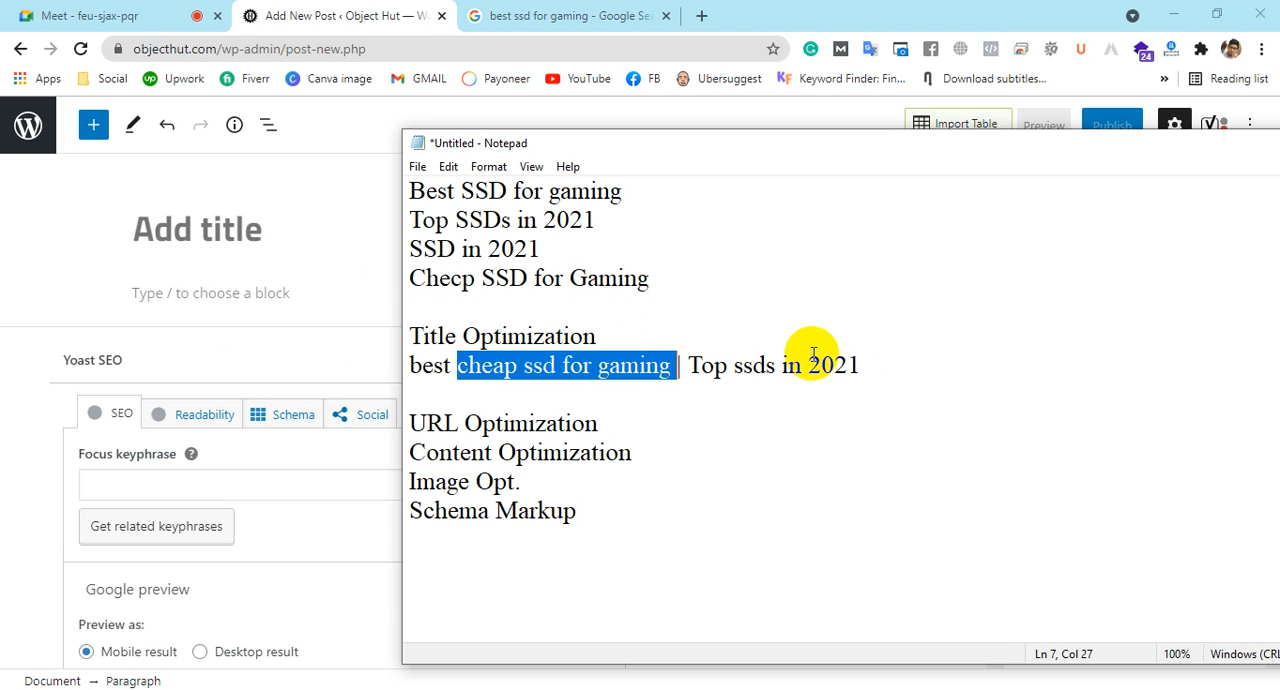 Meet - feu-sjax-pqr
Add New Post ‹ Object Hut — W
best ssd for gaming - Google Sea
objecthut.com/wp-admin/post-new.php
24
Apps
Social
Upwork
Fiverr
Canva image
GMAIL
Payoneer
YouTube
FB
Ubersuggest
Keyword Finder: Fin...
Download subtitles...
»
Reading list
Import Table
Preview
Publish
Add title
Type / to choose a block
Yoast SEO
SEO
Readability
Schema
Social
Focus keyphrase
Get related keyphrases
Google preview
Preview as:
Mobile result
Desktop result
Document → Paragraph
*Untitled - Notepad
File Edit Format View Help
Best SSD for gaming
Top SSDs in 2021
SSD in 2021
Checp SSD for Gaming
Title Optimization
best cheap ssd for gaming | Top ssds in 2021
URL Optimization
Content Optimization
Image Opt.
Schema Markup
Ln 7, Col 27
100%
Windows (CRL